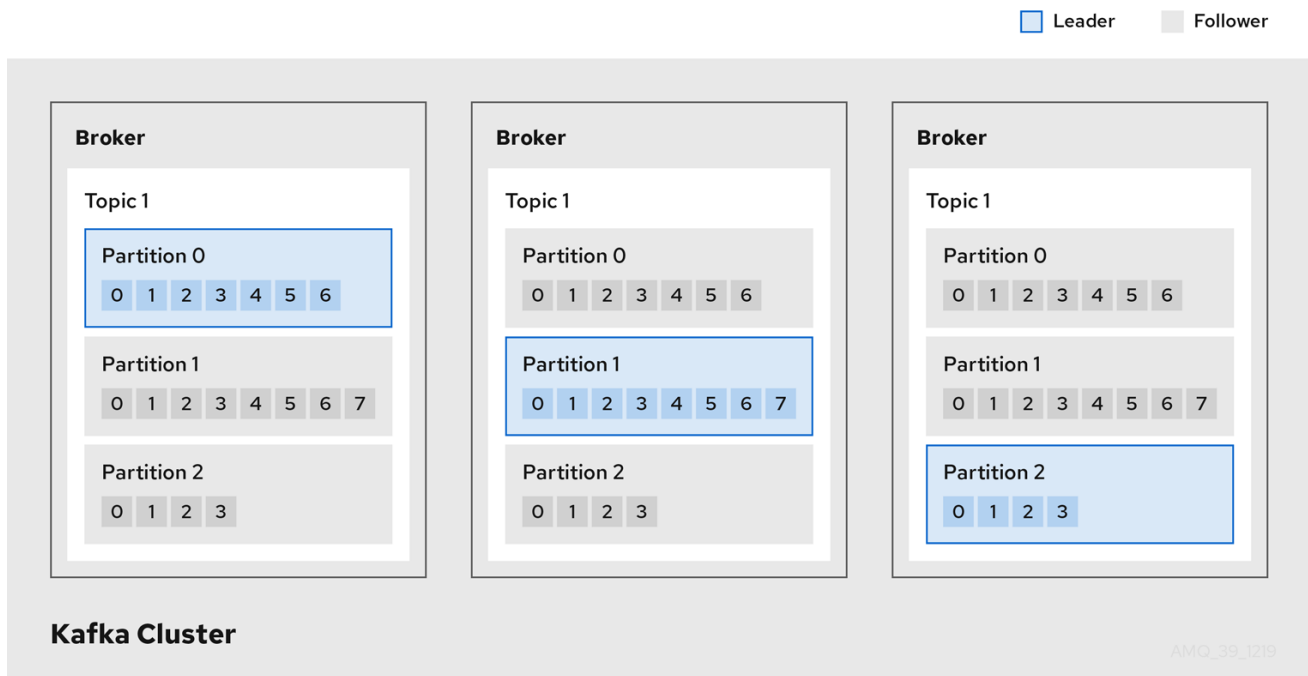 Leader
Follower
Broker
Topic 1
Partition 0
0 1 2 3 4 5 6
Partition 1
0 1 2 3 4 5 6 7
Partition 2
0 1 2 3
Broker
Topic 1
Partition 0
0 1 2 3 4 5 6
Partition 1
0 1 2 3 4 5 6 7
Partition 2
0 1 2 3
Broker
Topic 1
Partition 0
0 1 2 3 4 5 6
Partition 1
0 1 2 3 4 5 6 7
Partition 2
0 1 2 3
Kafka Cluster
AMQ_39_1219